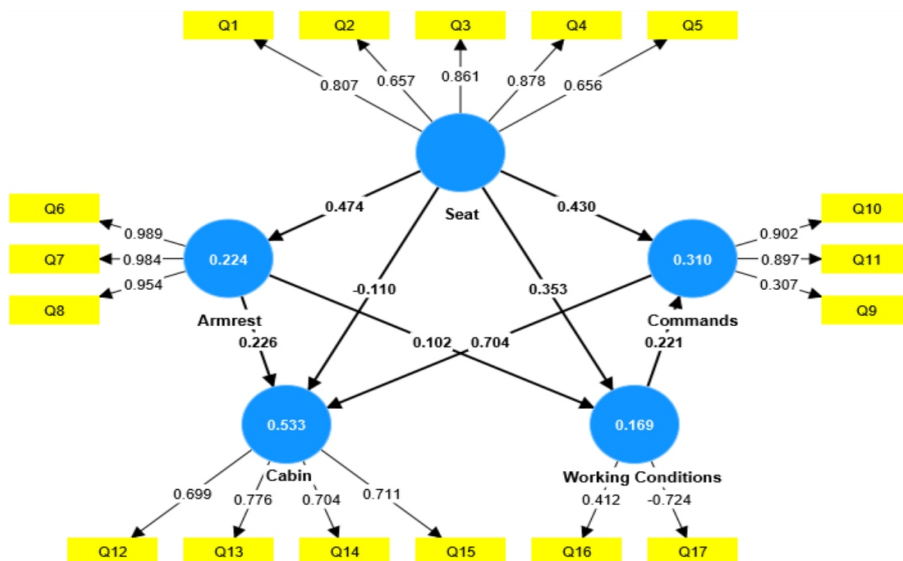 Q1 Q2 Q3 Q4 Q5
0.807 0.657 0.861 0.878 0.656
Seat
0.474 0.430
Q6 Q10
0.989 0.902
Q7 0.984 0.224 -0.110 0.353 0.310 0.897 Q11
0.954 0.307
Q8 Q9
Armrest Commands
0.226 0.102 0.704 0.221
0.533 0.169
Cabin Working Conditions
0.699 0.776 0.704 0.711 0.412 -0.724
Q12 Q13 Q14 Q15 Q16 Q17